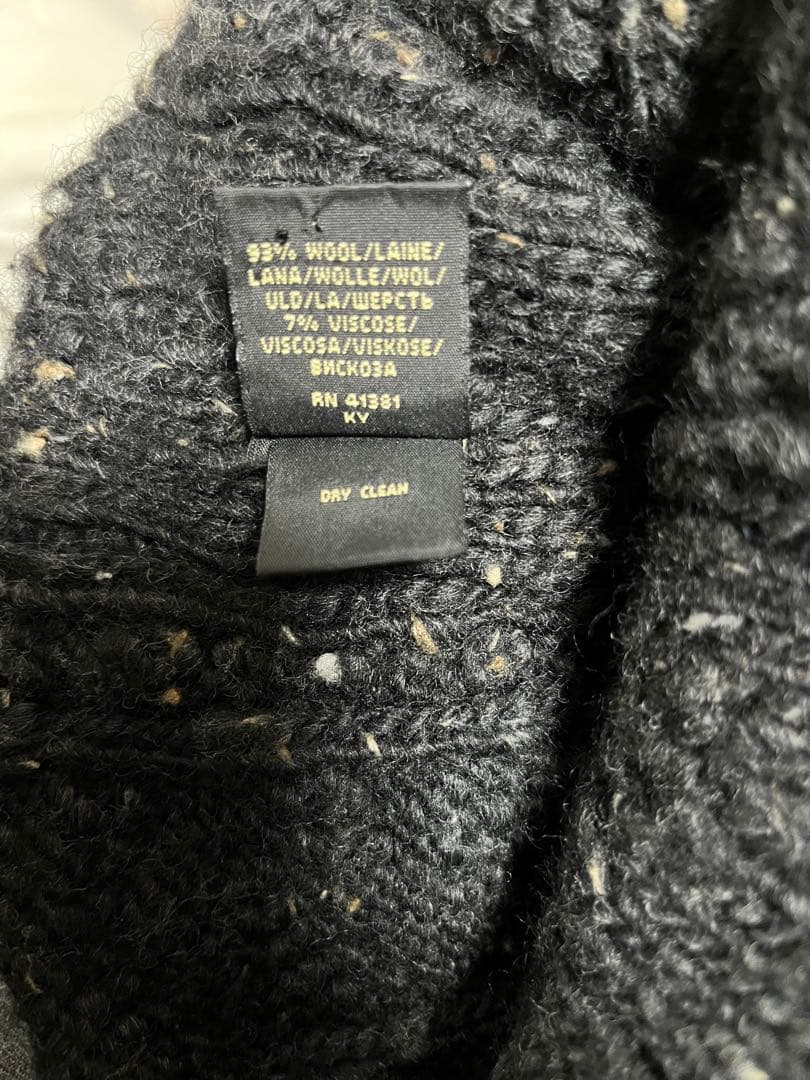 93% WOOL/LAINE/
LANA/WOLLE/WOL/
ULD/LA/ШЕРСТЬ
7% VISCOSE/
VISCOSA/VISKOSE/
ВИСКОЗА
RN 41381
KY
DRY CLEAN